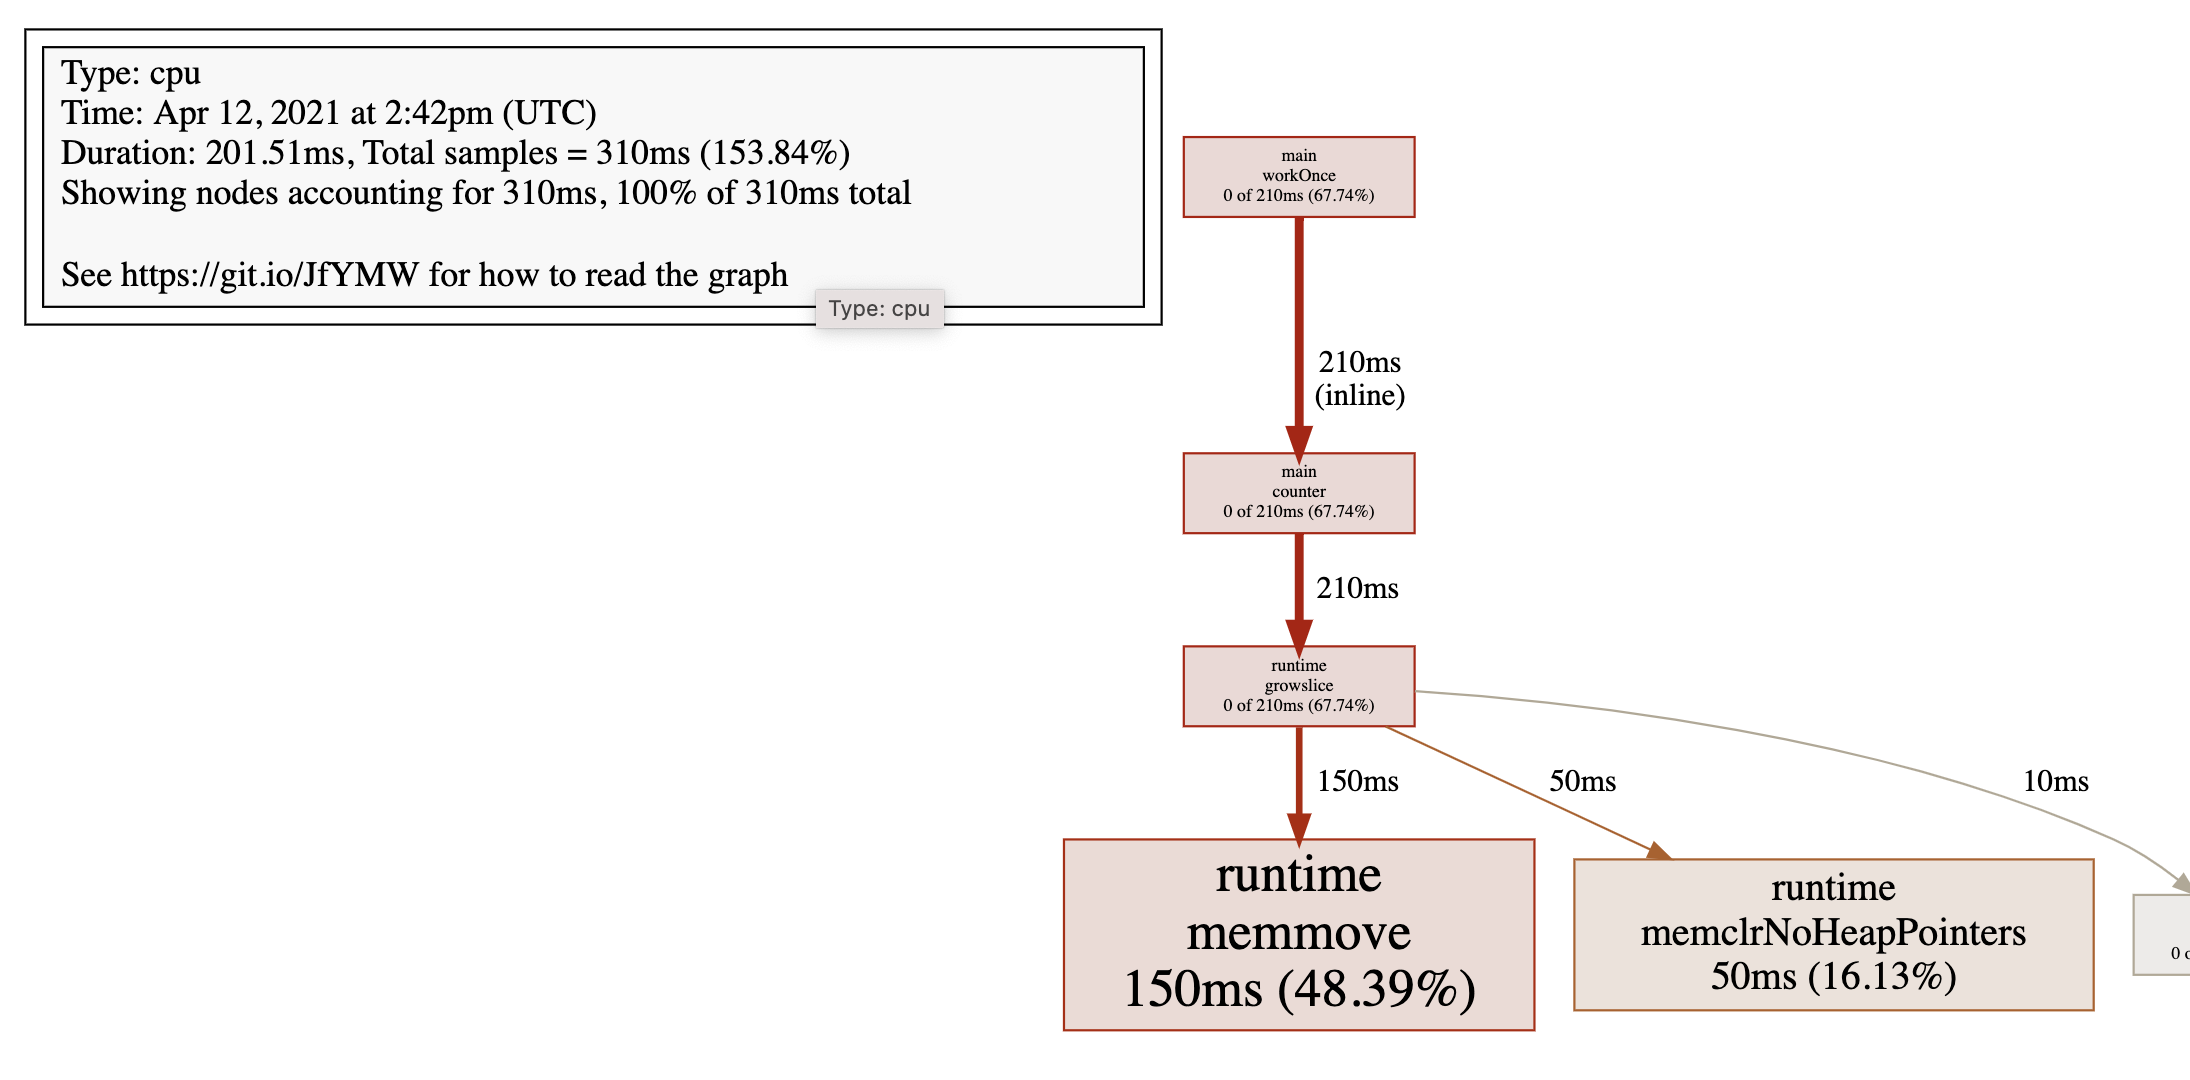 Type: cpu
Time: Apr 12, 2021 at 2:42pm (UTC)
Duration: 201.51ms, Total samples = 310ms (153.84%)
Showing nodes accounting for 310ms, 100% of 310ms total
See https://git.io/JfYMW for how to read the graph
Type: cpu
main
workOnce
0 of 210ms (67.74%)
210ms
(inline)
main
counter
0 of 210ms (67.74%)
210ms
runtime
growslice
0 of 210ms (67.74%)
150ms
50ms
10ms
runtime
memmove
150ms (48.39%)
runtime
memclrNoHeapPointers
50ms (16.13%)
0